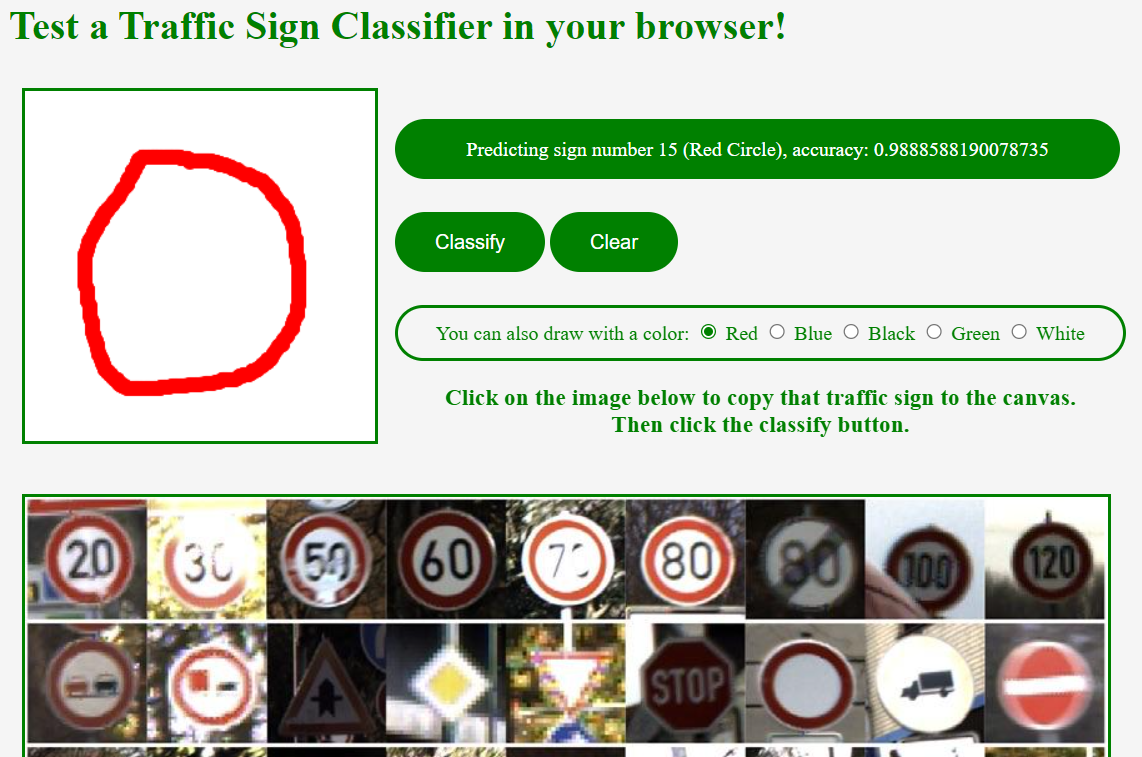 Test a Traffic Sign Classifier in your browser!
Predicting sign number 15 (Red Circle), accuracy: 0.9888588190078735
Classify Clear
You can also draw with a color: Red Blue Black Green White
Click on the image below to copy that traffic sign to the canvas.
Then click the classify button.
20 30 50 60 70 80 80 100 120
STOP